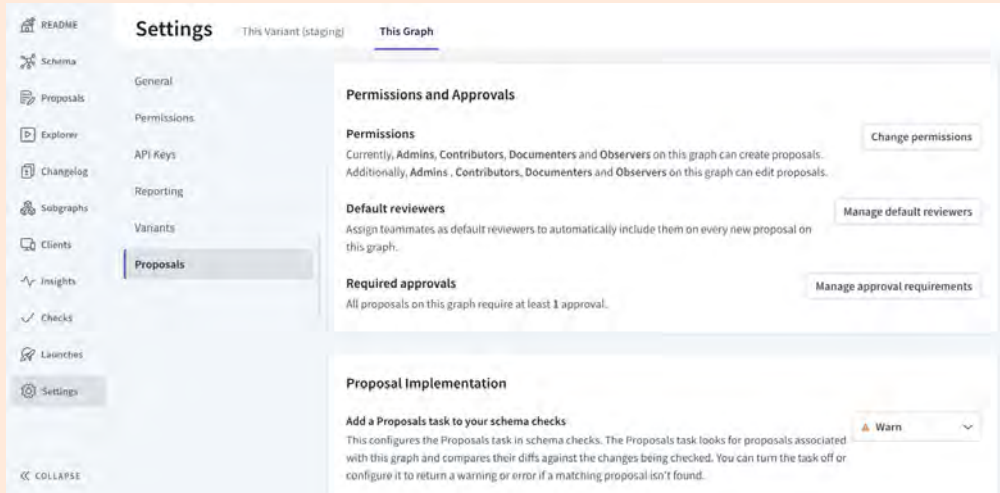 README
Schema
Proposals
Explorer
Changelog
Subgraphs
Clients
Insights
Checks
Launches
Settings
COLLAPSE
Settings
This Variant (staging)
This Graph
General
Permissions
API Keys
Reporting
Variants
Proposals
Permissions and Approvals
Permissions
Change permissions
Currently, Admins, Contributors, Documenters and Observers on this graph can create proposals.
Additionally, Admins , Contributors, Documenters and Observers on this graph can edit proposals.
Default reviewers
Manage default reviewers
Assign teammates as default reviewers to automatically include them on every new proposal on
this graph.
Required approvals
Manage approval requirements
All proposals on this graph require at least 1 approval.
Proposal Implementation
Add a Proposals task to your schema checks
Warn
This configures the Proposals task in schema checks. The Proposals task looks for proposals associated
with this graph and compares their diffs against the changes being checked. You can turn the task off or
configure it to return a warning or error if a matching proposal isn't found.